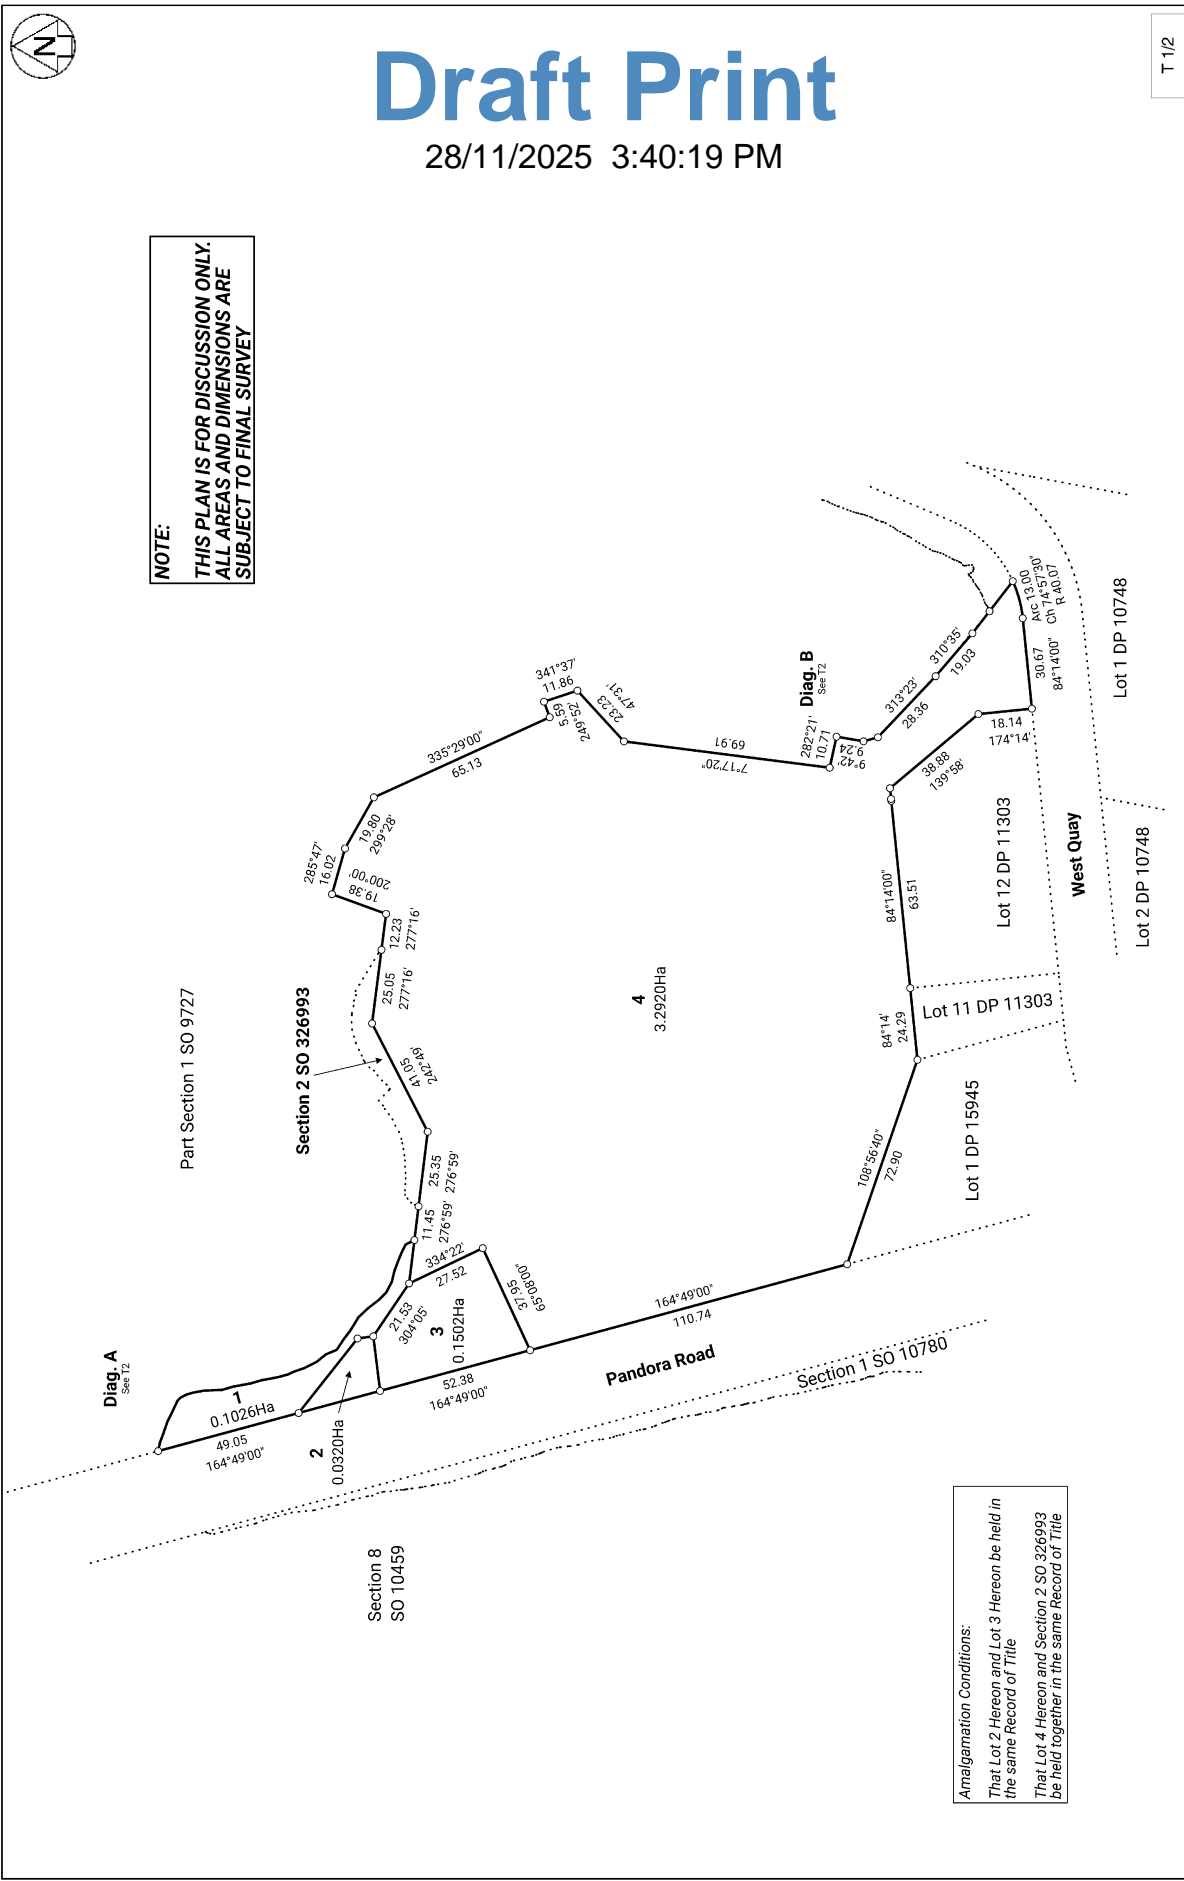 N
Draft Print
28/11/2025 3:40:19 PM
T 1/2
NOTE:
THIS PLAN IS FOR DISCUSSION ONLY.
ALL AREAS AND DIMENSIONS ARE
SUBJECT TO FINAL SURVEY
Part Section 1 SO 9727
Section 2 SO 326993
Diag. A
See T2
1
0.1026Ha
49.05
164°49'00"
2
0.0320Ha
3
0.1502Ha
21.53
304°05'
52.38
164°49'00"
334°22'
27.52
37.95
65°08'00"
11.45
276°59'
25.35
276°59'
41.05
242°49'
25.05
277°16'
12.23
277°16'
19.38
200°00'
285°47'
16.02
19.80
299°28'
335°29'00"
65.13
5.59
249°52'
341°37'
11.86
23.23
47°31'
69.91
7°17'20"
Diag. B
See T2
282°21'
10.71
9.24
9°42'
313°23'
28.36
310°35'
19.03
Arc 13.00
Ch 74°57'30"
R 40.07
30.67
84°14'00"
18.14
174°14'
38.88
139°58'
84°14'00"
63.51
84°14'
24.29
108°56'40"
72.90
164°49'00"
110.74
4
3.2920Ha
Lot 1 DP 10748
Lot 12 DP 11303
West Quay
Lot 2 DP 10748
Lot 11 DP 11303
Lot 1 DP 15945
Pandora Road
Section 1 SO 10780
Section 8
SO 10459
Amalgamation Conditions:
That Lot 2 Hereon and Lot 3 Hereon be held in
the same Record of Title
That Lot 4 Hereon and Section 2 SO 326993
be held together in the same Record of Title